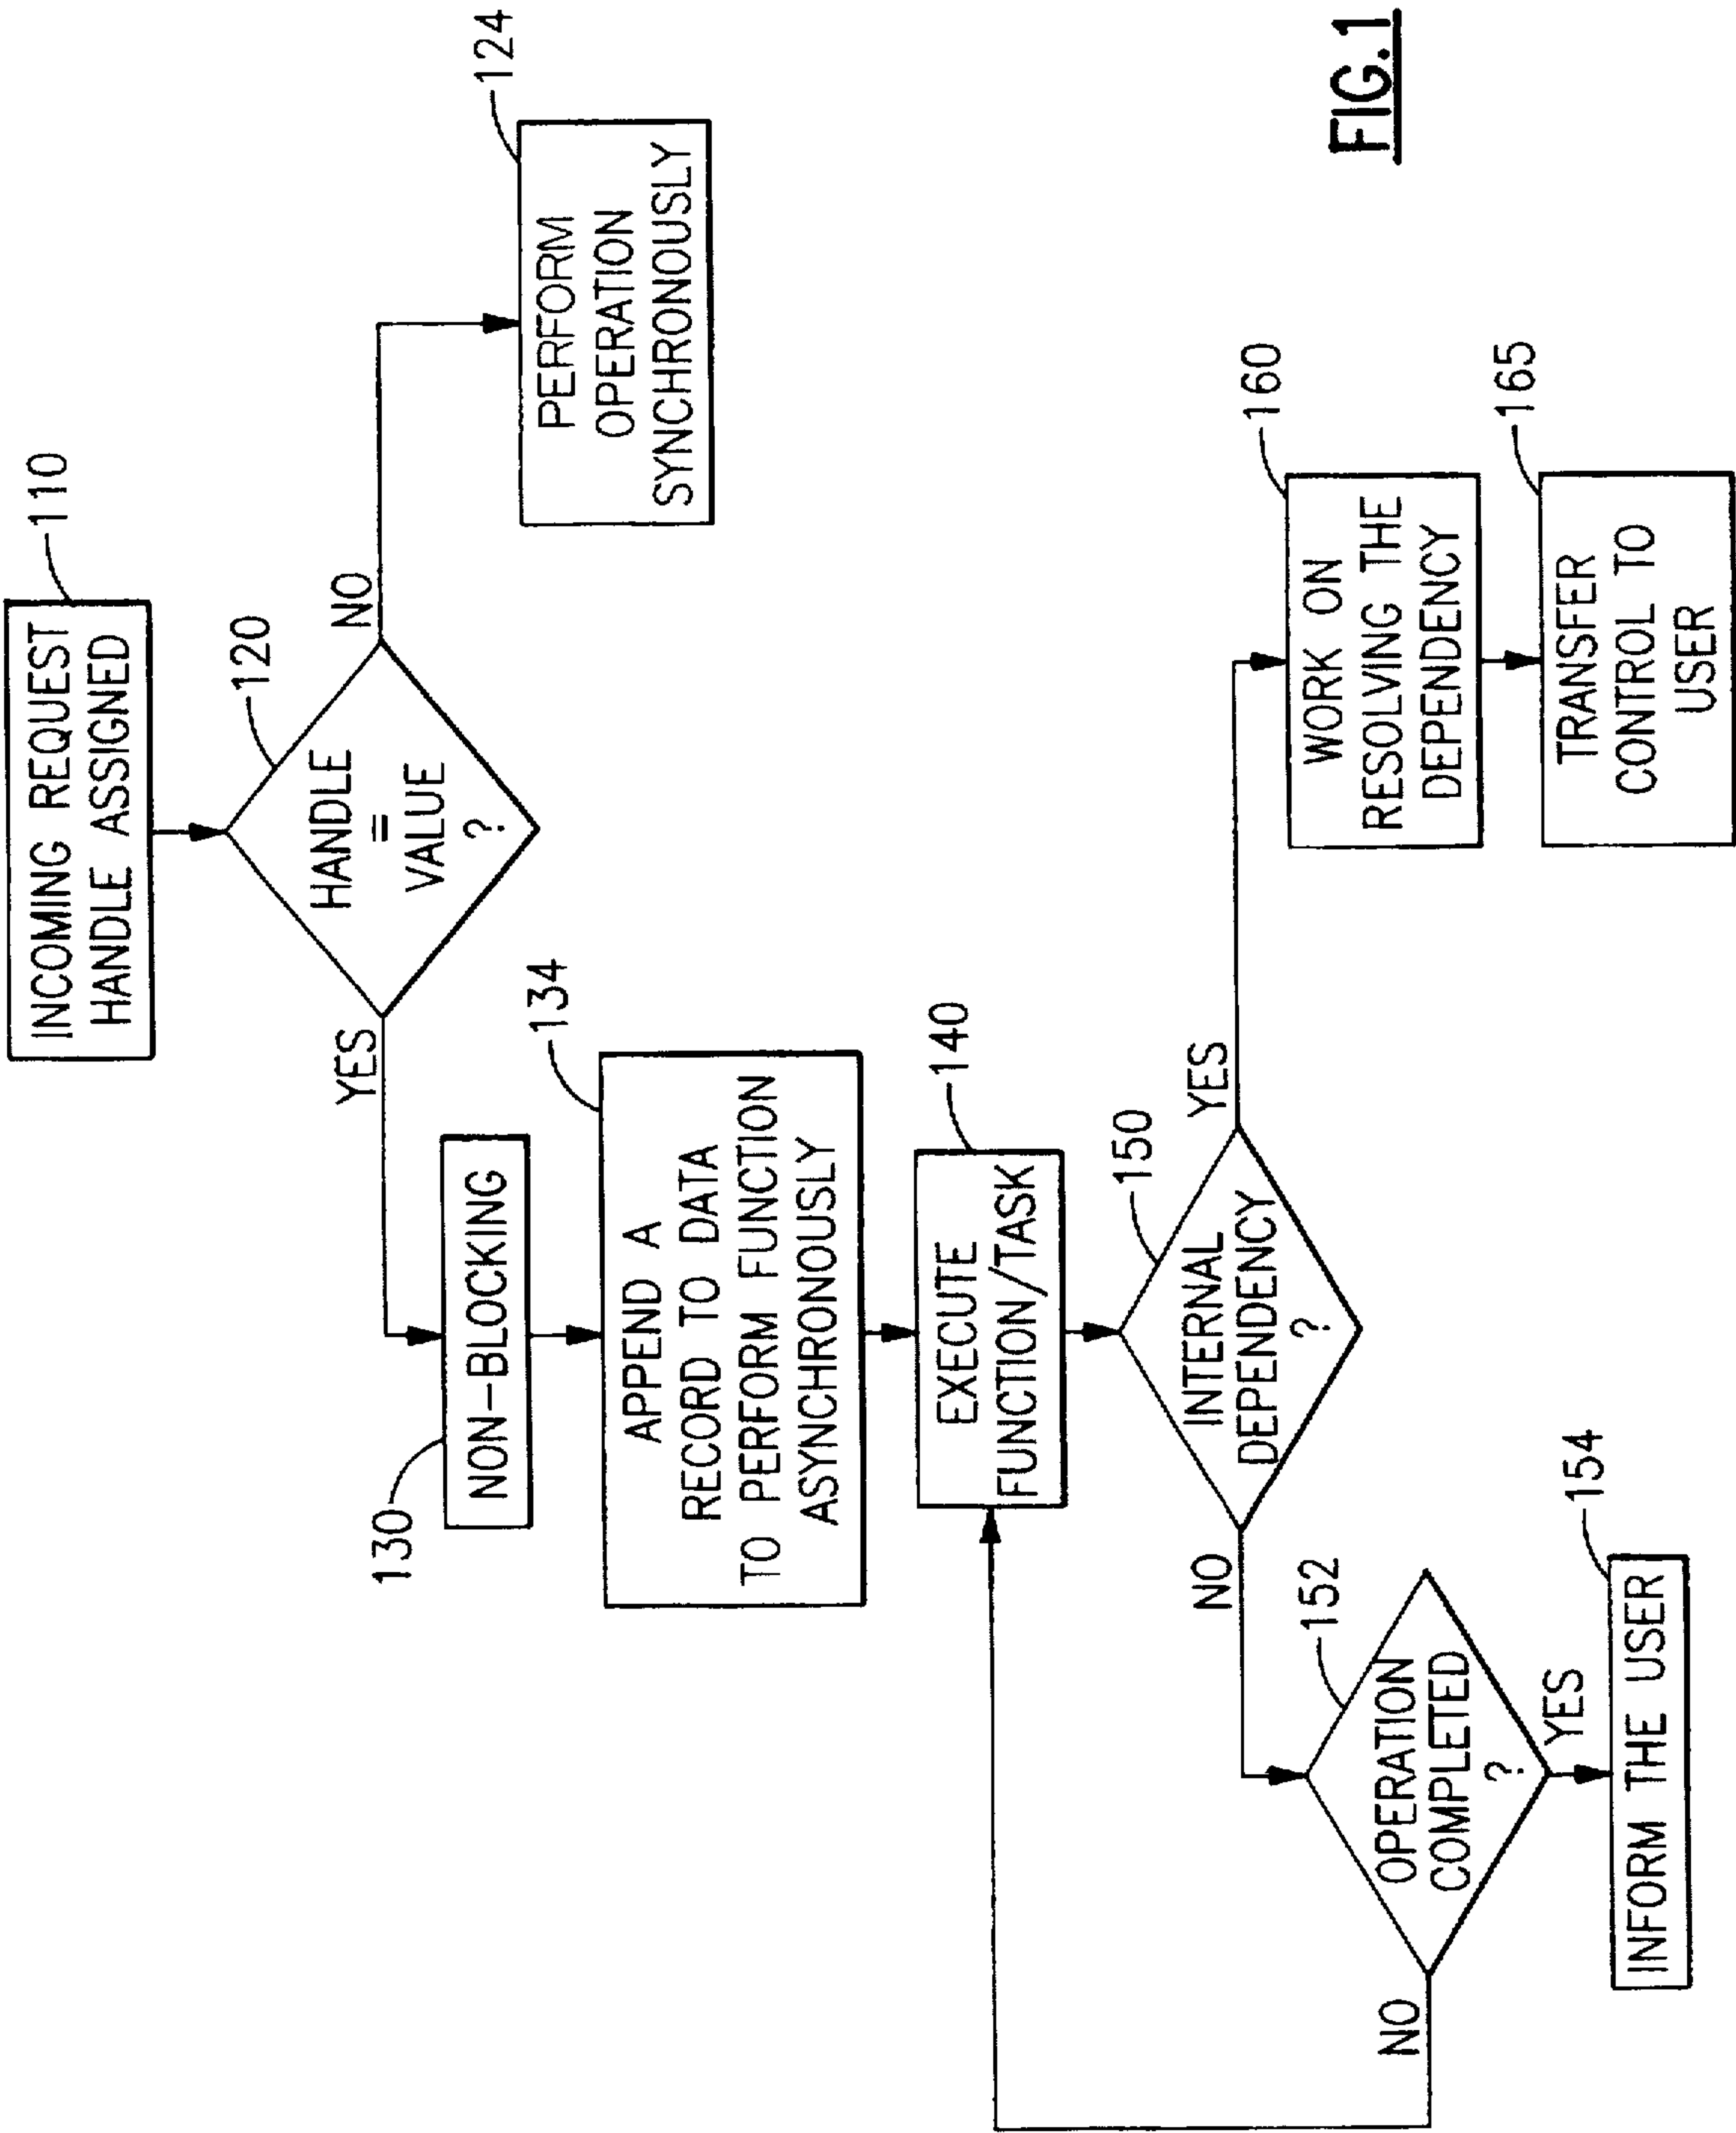 INCOMING REQUEST
HANDLE ASSIGNED
110
HANDLE
=
VALUE
?
120
NO
PERFORM
OPERATION
SYNCHRONOUSLY
124
YES
130
NON-BLOCKING
APPEND A
RECORD TO DATA
TO PERFORM FUNCTION
ASYNCHRONOUSLY
134
EXECUTE
FUNCTION/TASK
140
INTERNAL
DEPENDENCY
?
150
YES
WORK ON
RESOLVING THE
DEPENDENCY
160
TRANSFER
CONTROL TO
USER
165
NO
OPERATION
COMPLETED
?
152
NO
YES
INFORM THE USER
154
FIG.1